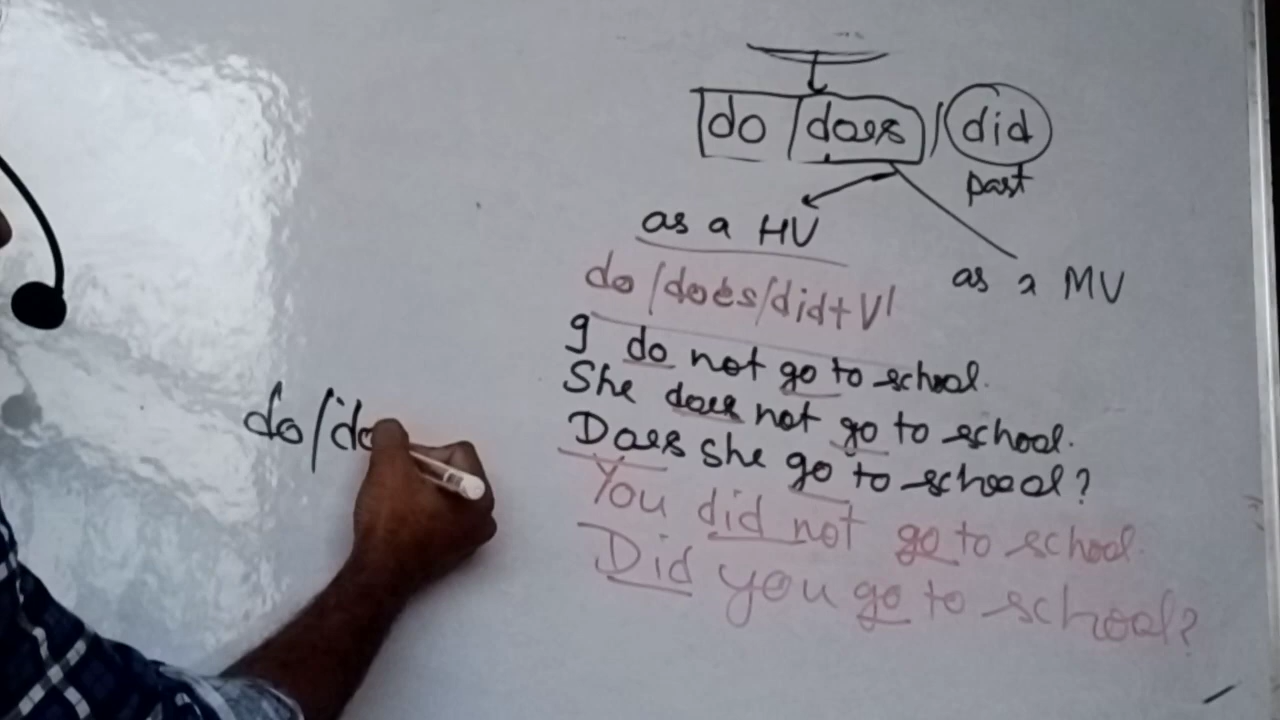 do / does / did
past
as a HV
as a MV
do/does/did+V1
I do not go to school.
She does not go to school.
Does she go to school?
You did not go to school.
Did you go to school?
do/do